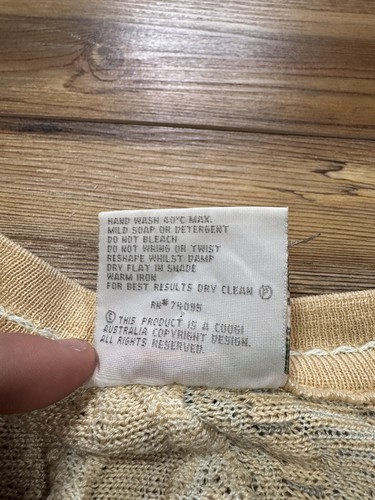 HAND WASH 40°C MAX.
MILD SOAP OR DETERGENT
DO NOT BLEACH
DO NOT WRING OR TWIST
RESHAPE WHILST DAMP
DRY FLAT IN SHADE
WARM IRON
FOR BEST RESULTS DRY CLEAN Ⓟ
RN# 74095
© THIS PRODUCT IS A COOGI
AUSTRALIA COPYRIGHT DESIGN.
ALL RIGHTS RESERVED.